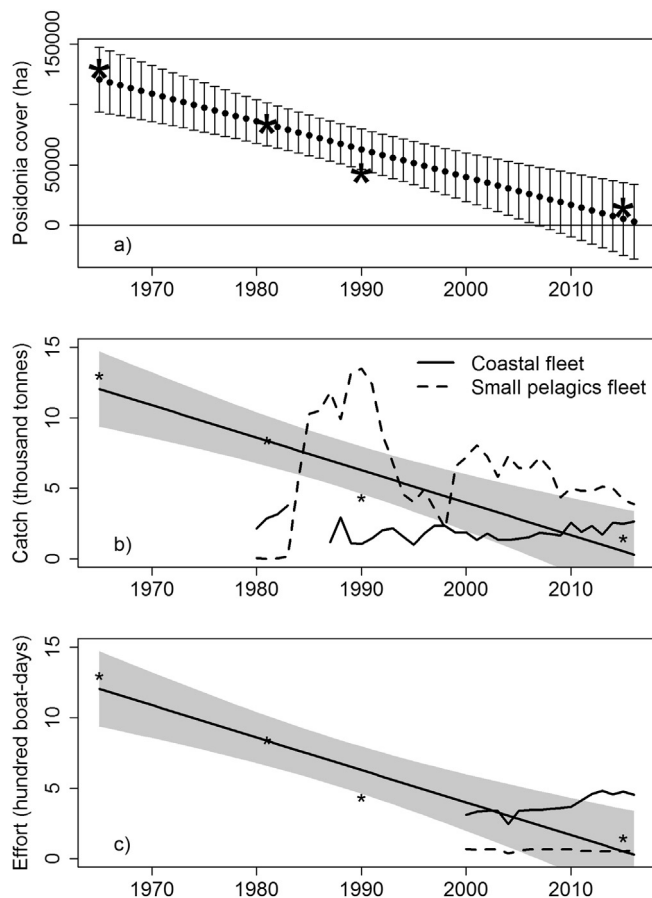 Posidonia cover (ha)
150000
50000
0
a)
1970 1980 1990 2000 2010
Catch (thousand tonnes)
15
10
5
0
Coastal fleet
Small pelagics fleet
b)
1970 1980 1990 2000 2010
Effort (hundred boat-days)
15
10
5
0
c)
1970 1980 1990 2000 2010